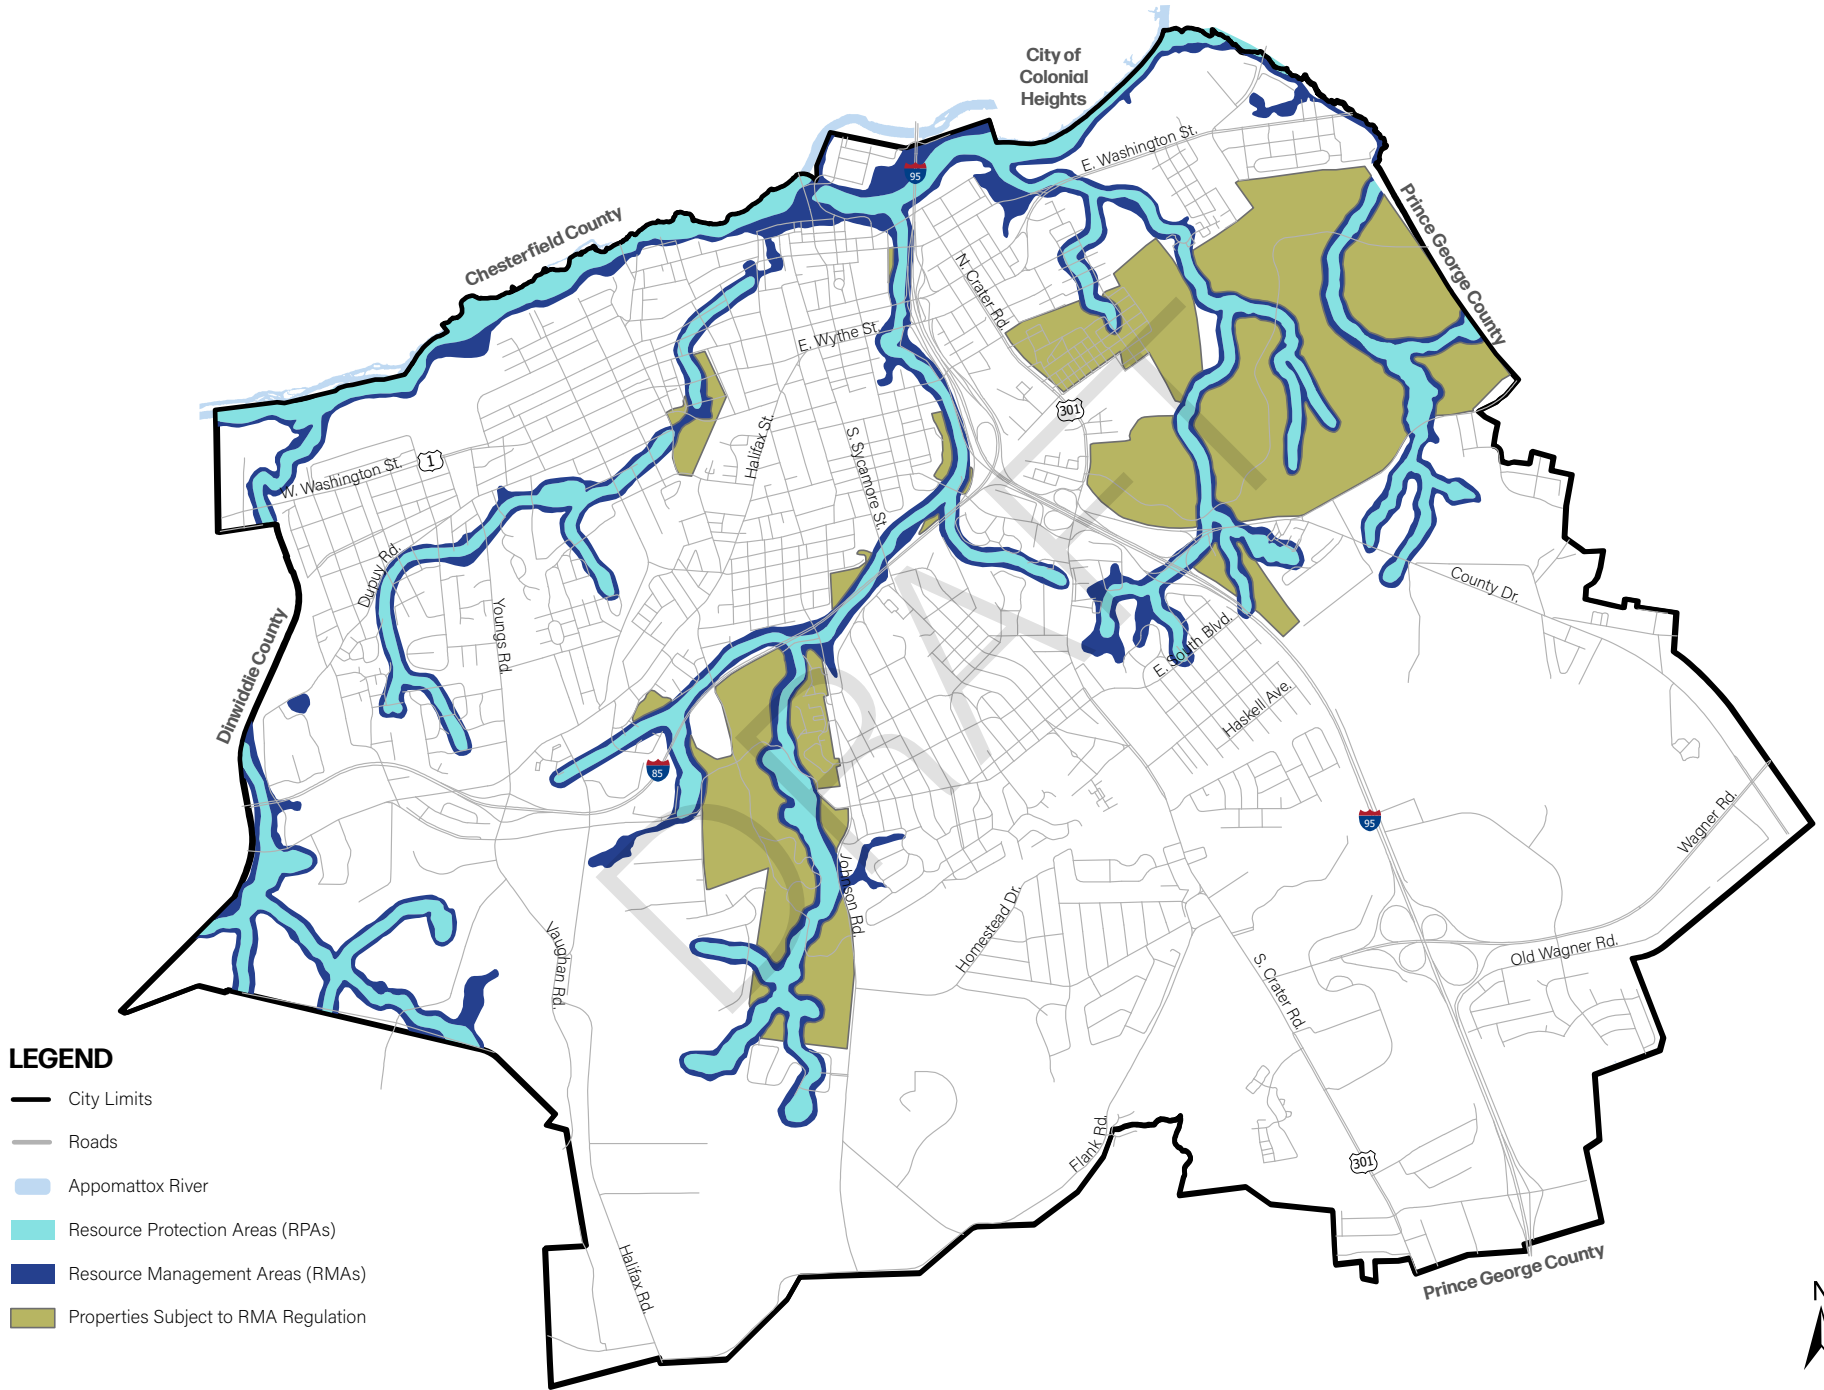 City of
Colonial
Heights
E. Washington St.
95
Prince George County
Chesterfield County
N. Crater Rd.
E. Wythe St.
301
Halifax St.
S. Sycamore St.
W. Washington St.
1
Dupuy Rd.
Youngs Rd.
County Dr.
E. South Blvd.
Haskell Ave.
Dinwiddie County
DRAFT
85
95
Wagner Rd.
Johnson Rd.
Homestead Dr.
Vaughan Rd.
Old Wagner Rd.
S. Crater Rd.
Flank Rd.
301
Halifax Rd.
Prince George County
N
LEGEND
City Limits
Roads
Appomattox River
Resource Protection Areas (RPAs)
Resource Management Areas (RMAs)
Properties Subject to RMA Regulation